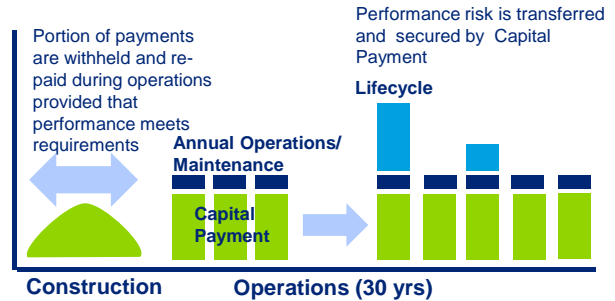 Portion of payments
are withheld and re-
paid during operations
provided that
performance meets
requirements
Performance risk is transferred
and secured by Capital
Payment
Lifecycle
Annual Operations/
Maintenance
Capital
Payment
Construction
Operations (30 yrs)